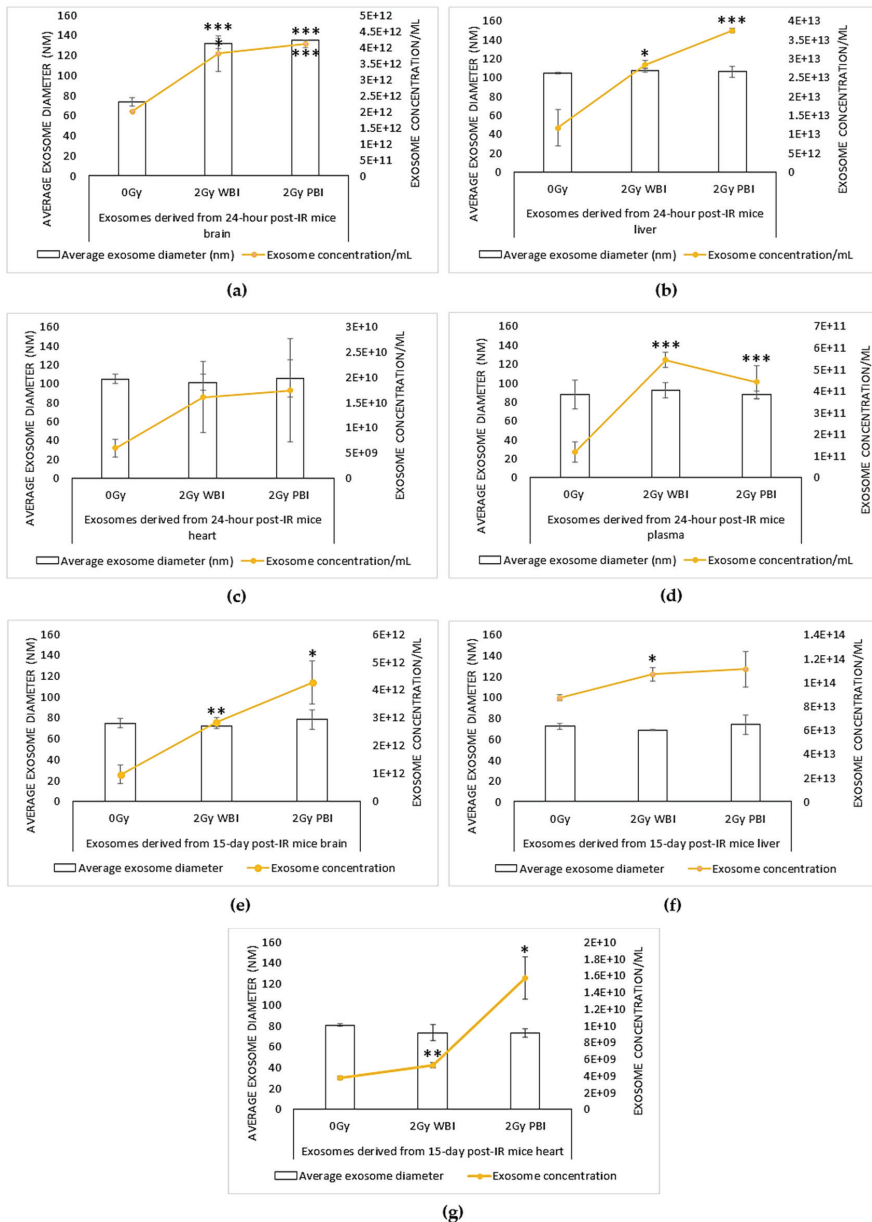 AVERAGE EXOSOME DIAMETER (NM)
160
140
120
100
80
60
40
20
0
***
*
***
***
5E+12
4.5E+12
4E+12
3.5E+12
3E+12
2.5E+12
2E+12
1.5E+12
1E+12
5E+11
0
EXOSOME CONCENTRATION/ML
0Gy 2Gy WBI 2Gy PBI
Exosomes derived from 24-hour post-IR mice
brain
Average exosome diameter (nm) Exosome concentration/mL
(a)
AVERAGE EXOSOME DIAMETER (NM)
160
140
120
100
80
60
40
20
0
*
***
4E+13
3.5E+13
3E+13
2.5E+13
2E+13
1.5E+13
1E+13
5E+12
0
EXOSOME CONCENTRATION/ML
0Gy 2Gy WBI 2Gy PBI
Exosomes derived from 24-hour post-IR mice
liver
Average exosome diameter (nm) Exosome concentration/mL
(b)
AVERAGE EXOSOME DIAMETER (NM)
160
140
120
100
80
60
40
20
0
3E+10
2.5E+10
2E+10
1.5E+10
1E+10
5E+09
0
EXOSOME CONCENTRATION/ML
0Gy 2Gy WBI 2Gy PBI
Exosomes derived from 24-hour post-IR mice
heart
Average exosome diameter (nm) Exosome concentration/mL
(c)
AVERAGE EXOSOME DIAMETER (NM)
160
140
120
100
80
60
40
20
0
***
***
7E+11
6E+11
5E+11
4E+11
3E+11
2E+11
1E+11
0
EXOSOME CONCENTRATION/ML
0Gy 2Gy WBI 2Gy PBI
Exosomes derived from 24-hour post-IR mice
plasma
Average exosome diameter (nm) Exosome concentration/mL
(d)
AVERAGE EXOSOME DIAMETER (NM)
160
140
120
100
80
60
40
20
0
**
*
6E+12
5E+12
4E+12
3E+12
2E+12
1E+12
0
EXOSOME CONCENTRATION/ML
0Gy 2Gy WBI 2Gy PBI
Exosomes derived from 15-day post-IR mice brain
Average exosome diameter Exosome concentration
(e)
AVERAGE EXOSOME DIAMETER (NM)
160
140
120
100
80
60
40
20
0
*
1.4E+14
1.2E+14
1E+14
8E+13
6E+13
4E+13
2E+13
0
EXOSOME CONCENTRATION/ML
0Gy 2Gy WBI 2Gy PBI
Exosomes derived from 15-day post-IR mice liver
Average exosome diameter Exosome concentration
(f)
AVERAGE EXOSOME DIAMETER (NM)
160
140
120
100
80
60
40
20
0
**
*
2E+10
1.8E+10
1.6E+10
1.4E+10
1.2E+10
1E+10
8E+09
6E+09
4E+09
2E+09
0
EXOSOME CONCENTRATION/ML
0Gy 2Gy WBI 2Gy PBI
Exosomes derived from 15-day post-IR mice heart
Average exosome diameter Exosome concentration
(g)